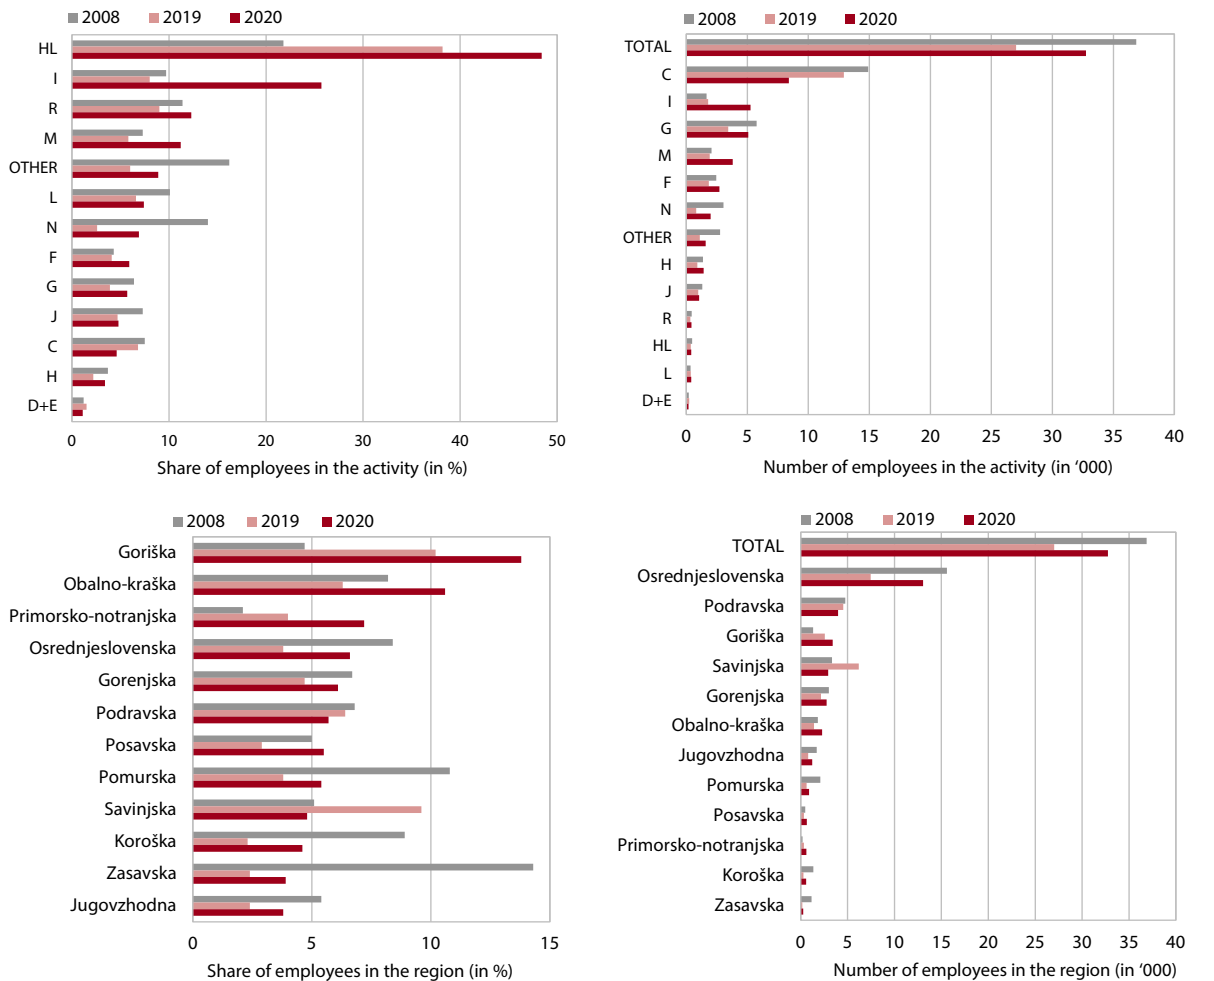 2008 2019 2020
HL
I
R
M
OTHER
L
N
F
G
J
C
H
D+E
0 10 20 30 40 50
Share of employees in the activity (in %)
2008 2019 2020
TOTAL
C
I
G
M
F
N
OTHER
H
J
R
HL
L
D+E
0 5 10 15 20 25 30 35 40
Number of employees in the activity (in ‘000)
2008 2019 2020
Goriška
Obalno-kraška
Primorsko-notranjska
Osrednjeslovenska
Gorenjska
Podravska
Posavska
Pomurska
Savinjska
Koroška
Zasavska
Jugovzhodna
0 5 10 15
Share of employees in the region (in %)
2008 2019 2020
TOTAL
Osrednjeslovenska
Podravska
Goriška
Savinjska
Gorenjska
Obalno-kraška
Jugovzhodna
Pomurska
Posavska
Primorsko-notranjska
Koroška
Zasavska
0 5 10 15 20 25 30 35 40
Number of employees in the region (in ‘000)